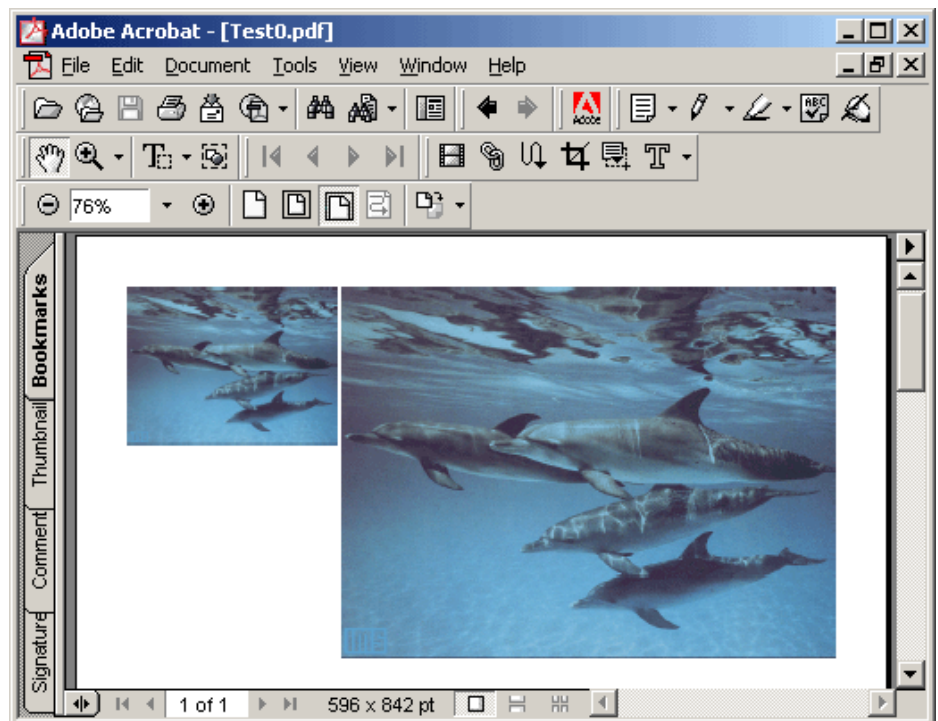 Adobe Acrobat - [Test0.pdf]
File Edit Document Tools View Window Help
Adobe
ABC
76%
Bookmarks
Thumbnail
Comment
Signature
1 of 1
596 x 842 pt